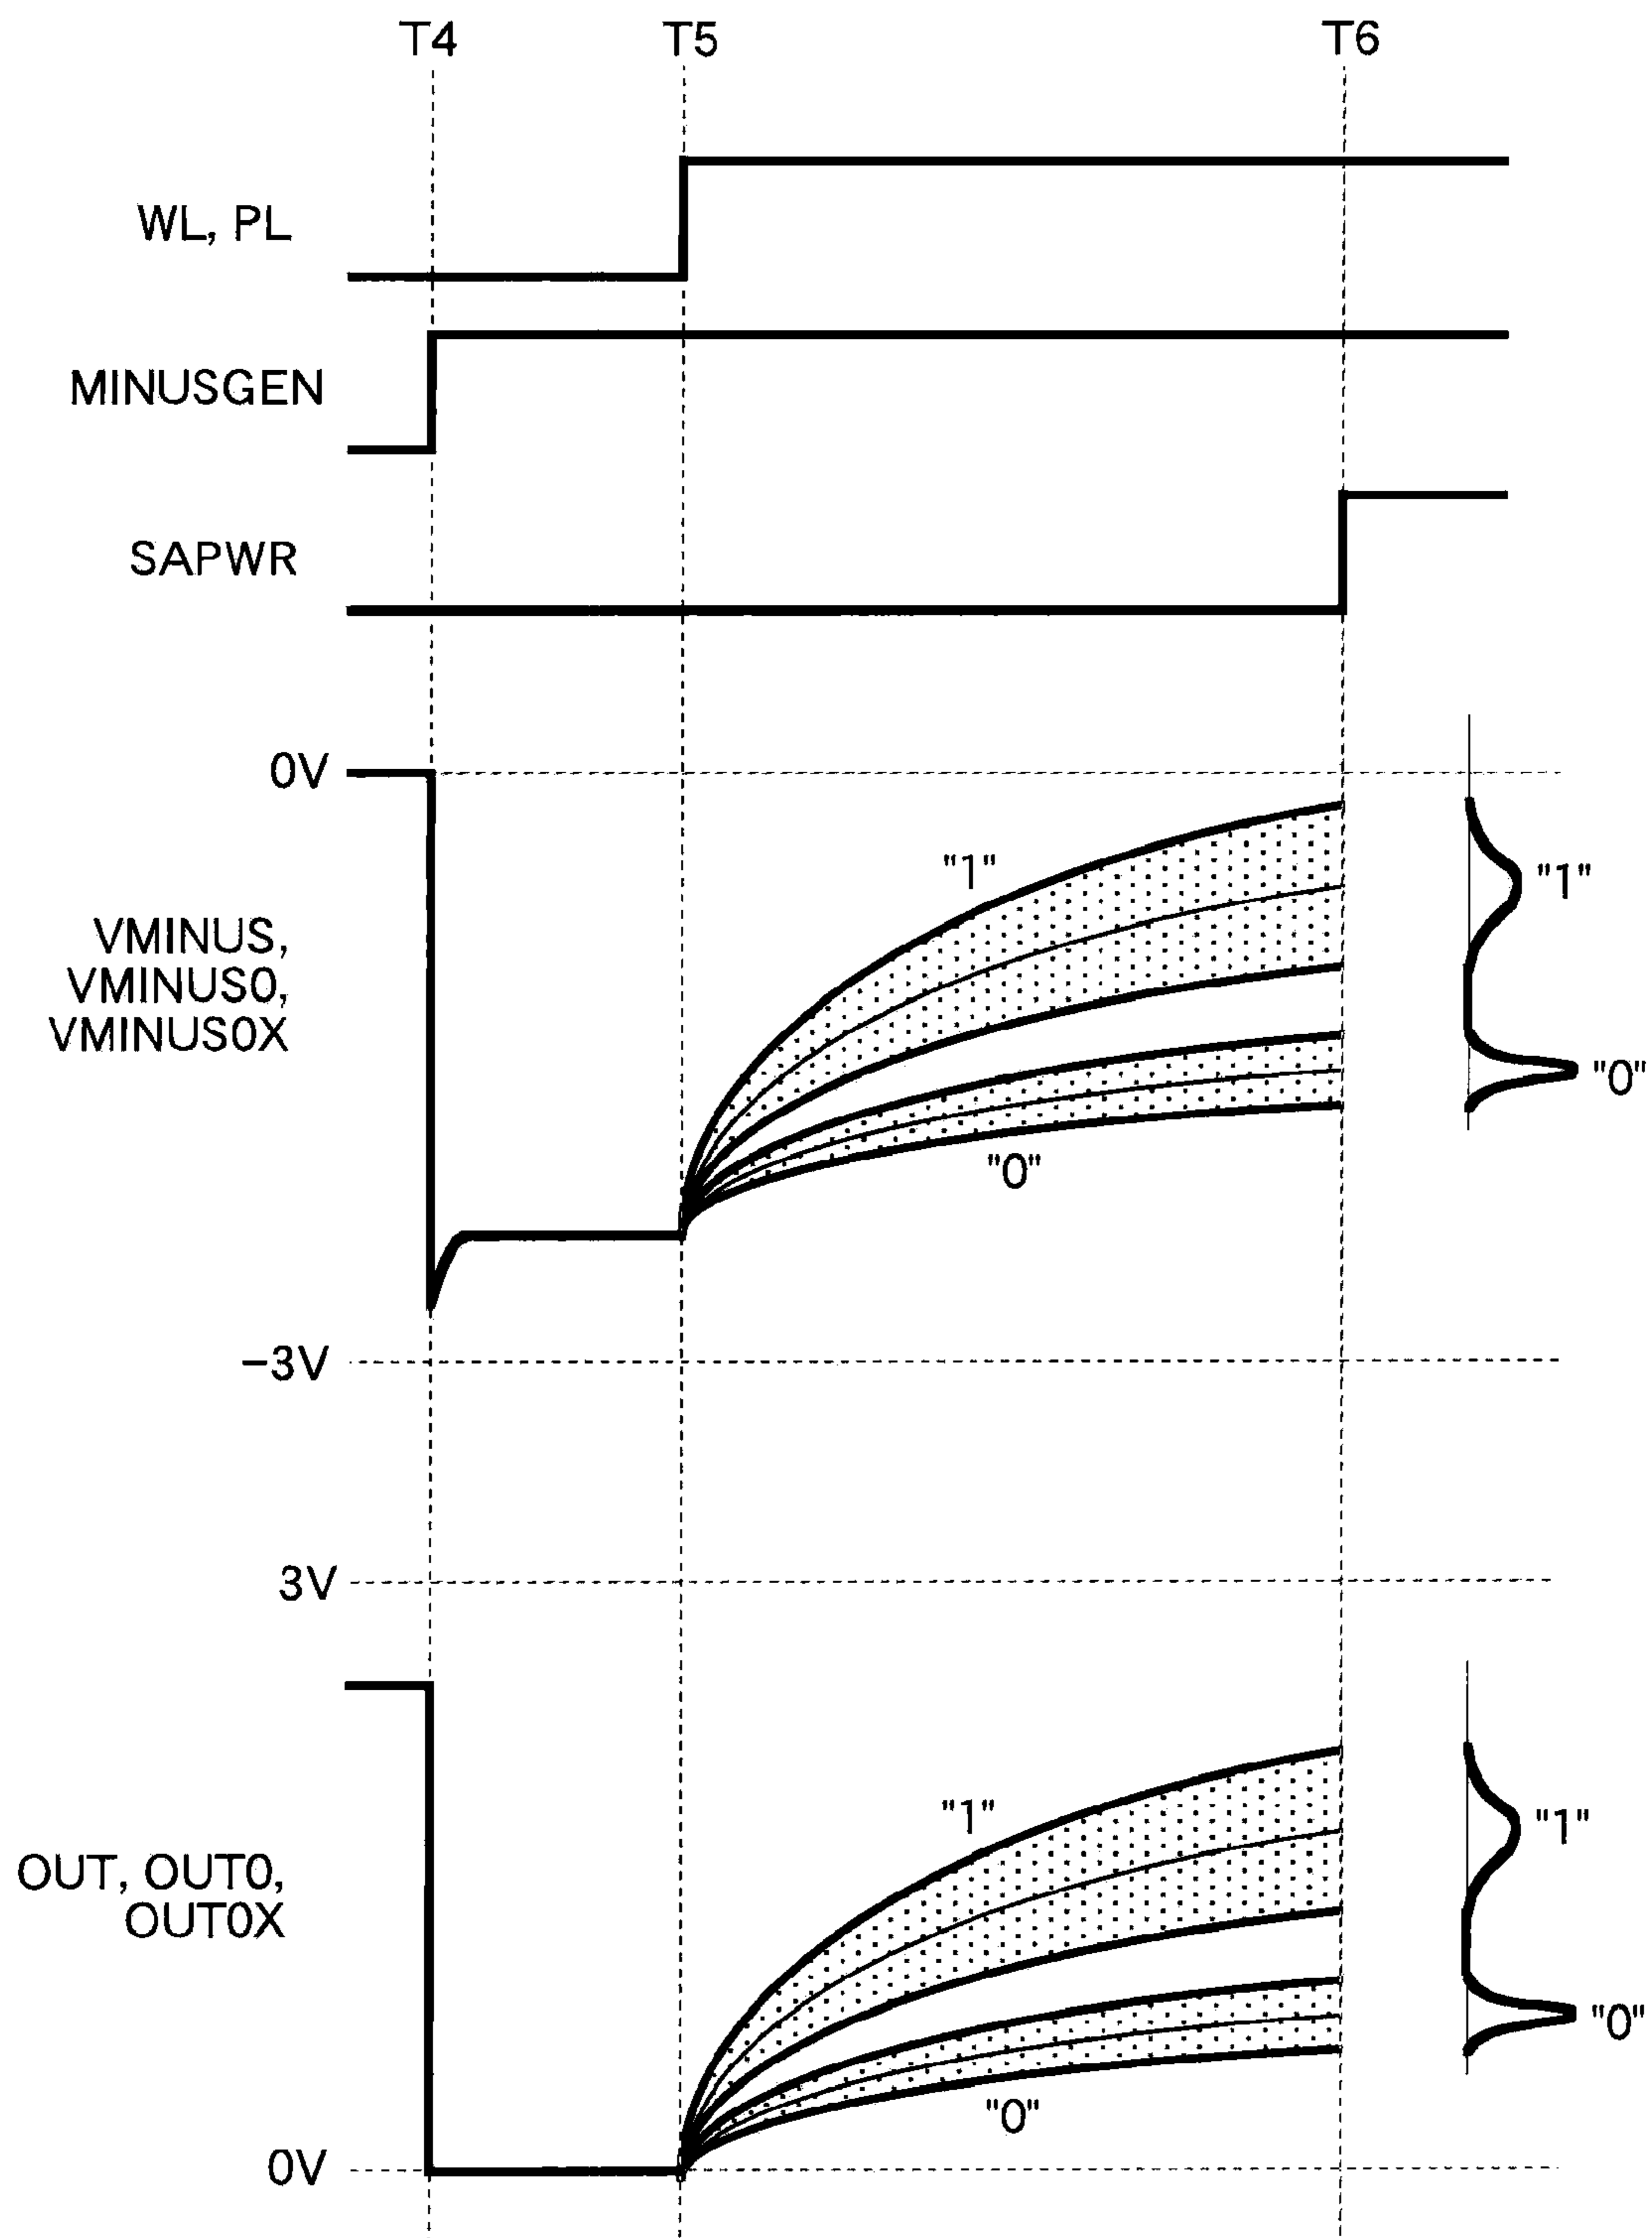 T4 T5 T6
WL, PL
MINUSGEN
SAPWR
0V
"1"
"1"
VMINUS,
VMINUS0,
VMINUS0X
"0"
"0"
-3V
3V
"1"
"1"
OUT, OUT0,
OUT0X
"0"
"0"
0V